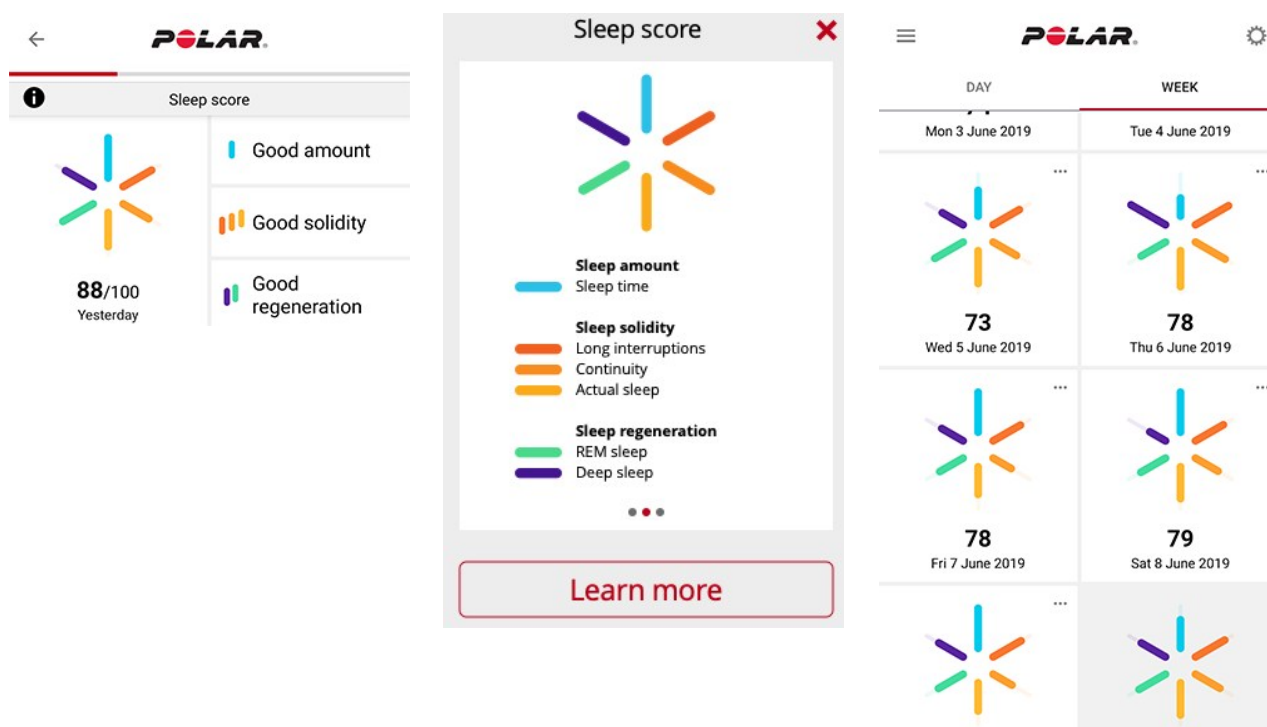 POLAR
Sleep score
Good amount
Good solidity
Good
regeneration
88/100
Yesterday
Sleep score
Sleep amount
Sleep time
Sleep solidity
Long interruptions
Continuity
Actual sleep
Sleep regeneration
REM sleep
Deep sleep
Learn more
POLAR
DAY WEEK
Mon 3 June 2019 Tue 4 June 2019
73 78
Wed 5 June 2019 Thu 6 June 2019
78 79
Fri 7 June 2019 Sat 8 June 2019